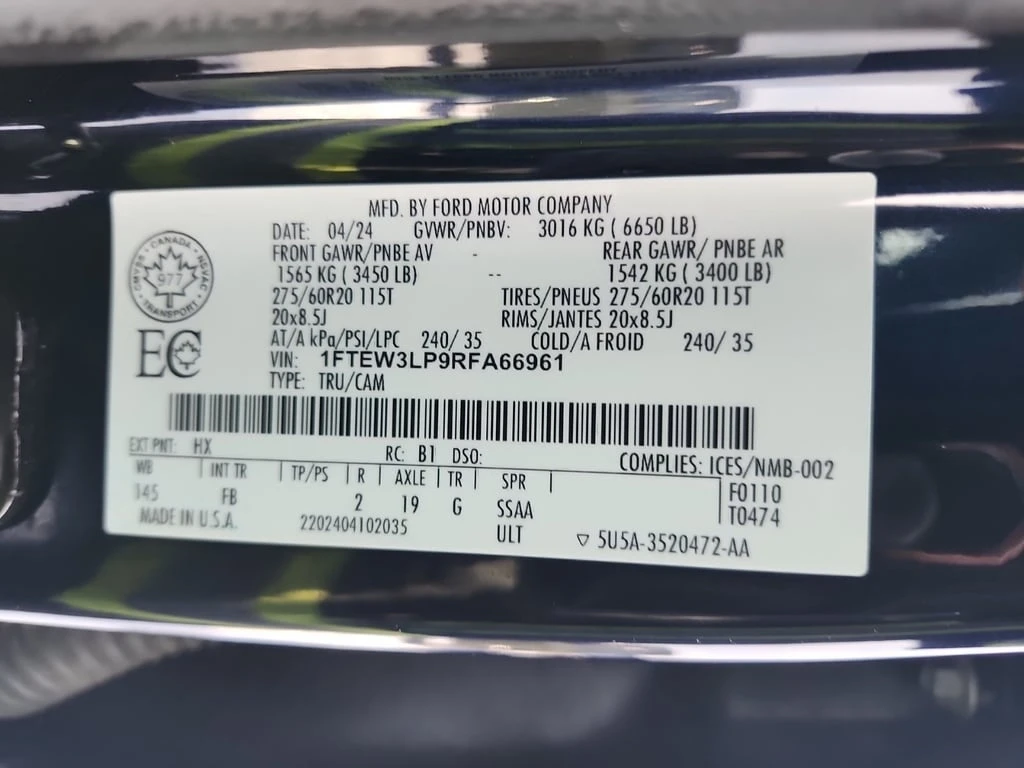 MFD. BY FORD MOTOR COMPANY
DATE: 04/24 GVWR/PNBV: 3016 KG ( 6650 LB)
FRONT GAWR/PNBE AV - REAR GAWR/ PNBE AR
1565 KG ( 3450 LB) -- 1542 KG ( 3400 LB)
275/60R20 115T TIRES/PNEUS 275/60R20 115T
20x8.5J RIMS/JANTES 20x8.5J
AT/A kPa/PSI/LPC 240/ 35 COLD/A FROID 240/ 35
VIN: 1FTEW3LP9RFA66961
TYPE: TRU/CAM
CMVSS · CANADA · NSVAC
977
TRANSPORT
EC
EXT PNT: HX RC: B1 DSO: COMPLIES: ICES/NMB-002
WB | INT TR | TP/PS | R | AXLE | TR | SPR | F0110
145 FB 2 19 G SSAA T0474
MADE IN U.S.A. 2202404102035 ULT ▽ 5U5A-3520472-AA